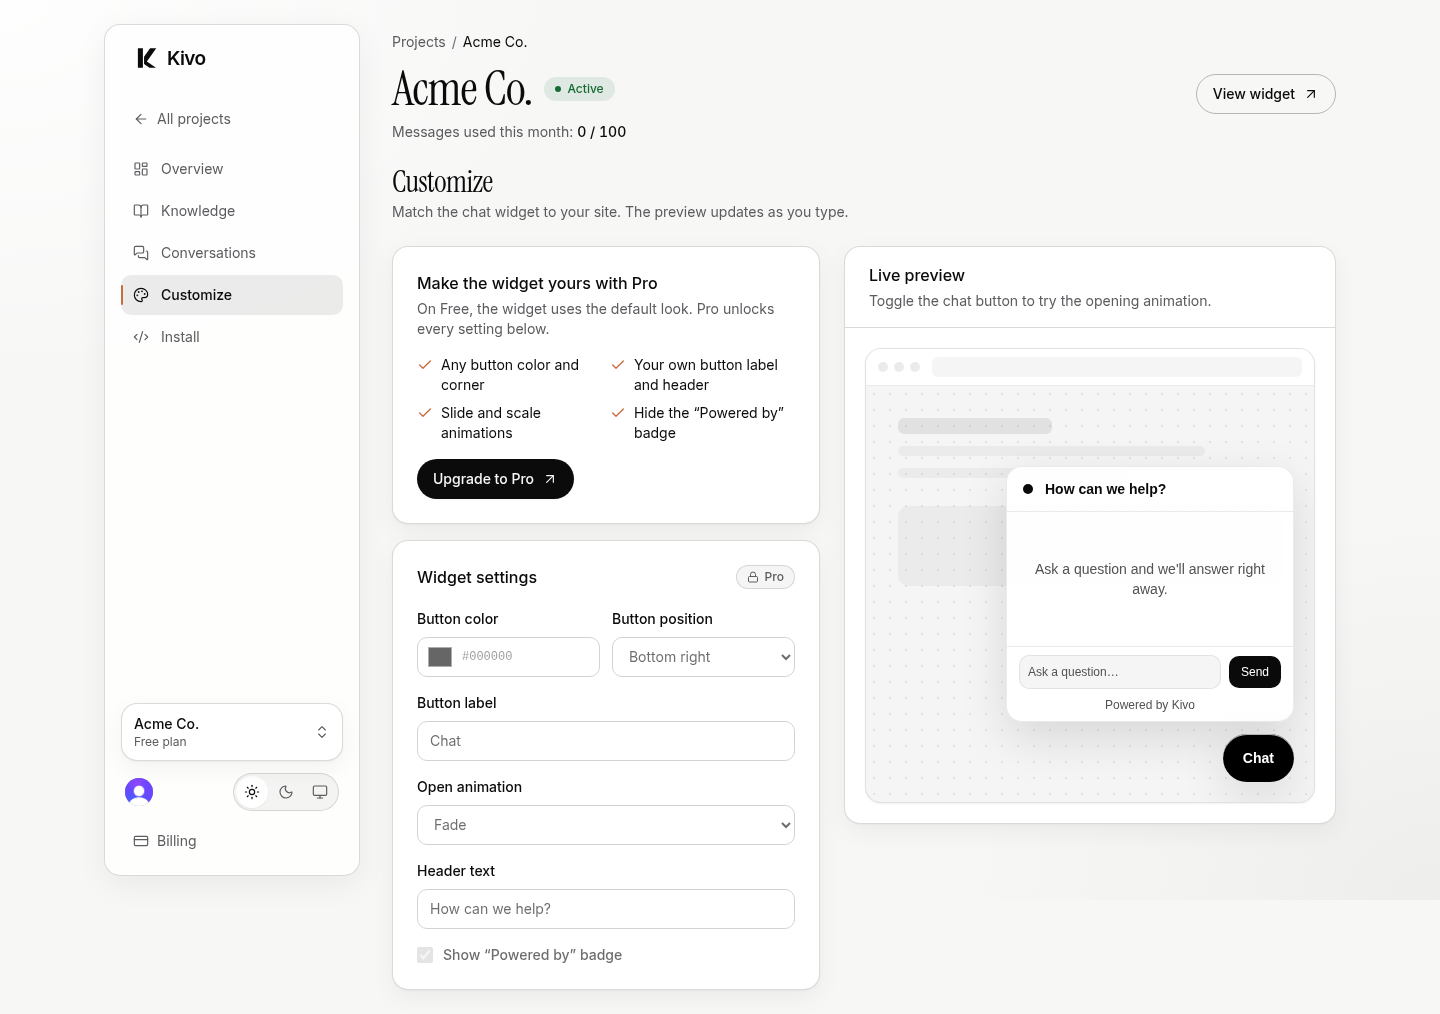 Kivo
All projects
Overview
Knowledge
Conversations
Customize
Install
Acme Co.
Free plan
Billing
Projects / Acme Co.
Acme Co.
Active
View widget
Messages used this month: 0 / 100
Customize
Match the chat widget to your site. The preview updates as you type.
Make the widget yours with Pro
On Free, the widget uses the default look. Pro unlocks
every setting below.
Any button color and
corner
Your own button label
and header
Slide and scale
animations
Hide the “Powered by”
badge
Upgrade to Pro
Widget settings
Pro
Button color
Button position
#000000
Bottom right
Button label
Chat
Open animation
Fade
Header text
How can we help?
Show “Powered by” badge
Live preview
Toggle the chat button to try the opening animation.
How can we help?
Ask a question and we'll answer right
away.
Ask a question…
Send
Powered by Kivo
Chat